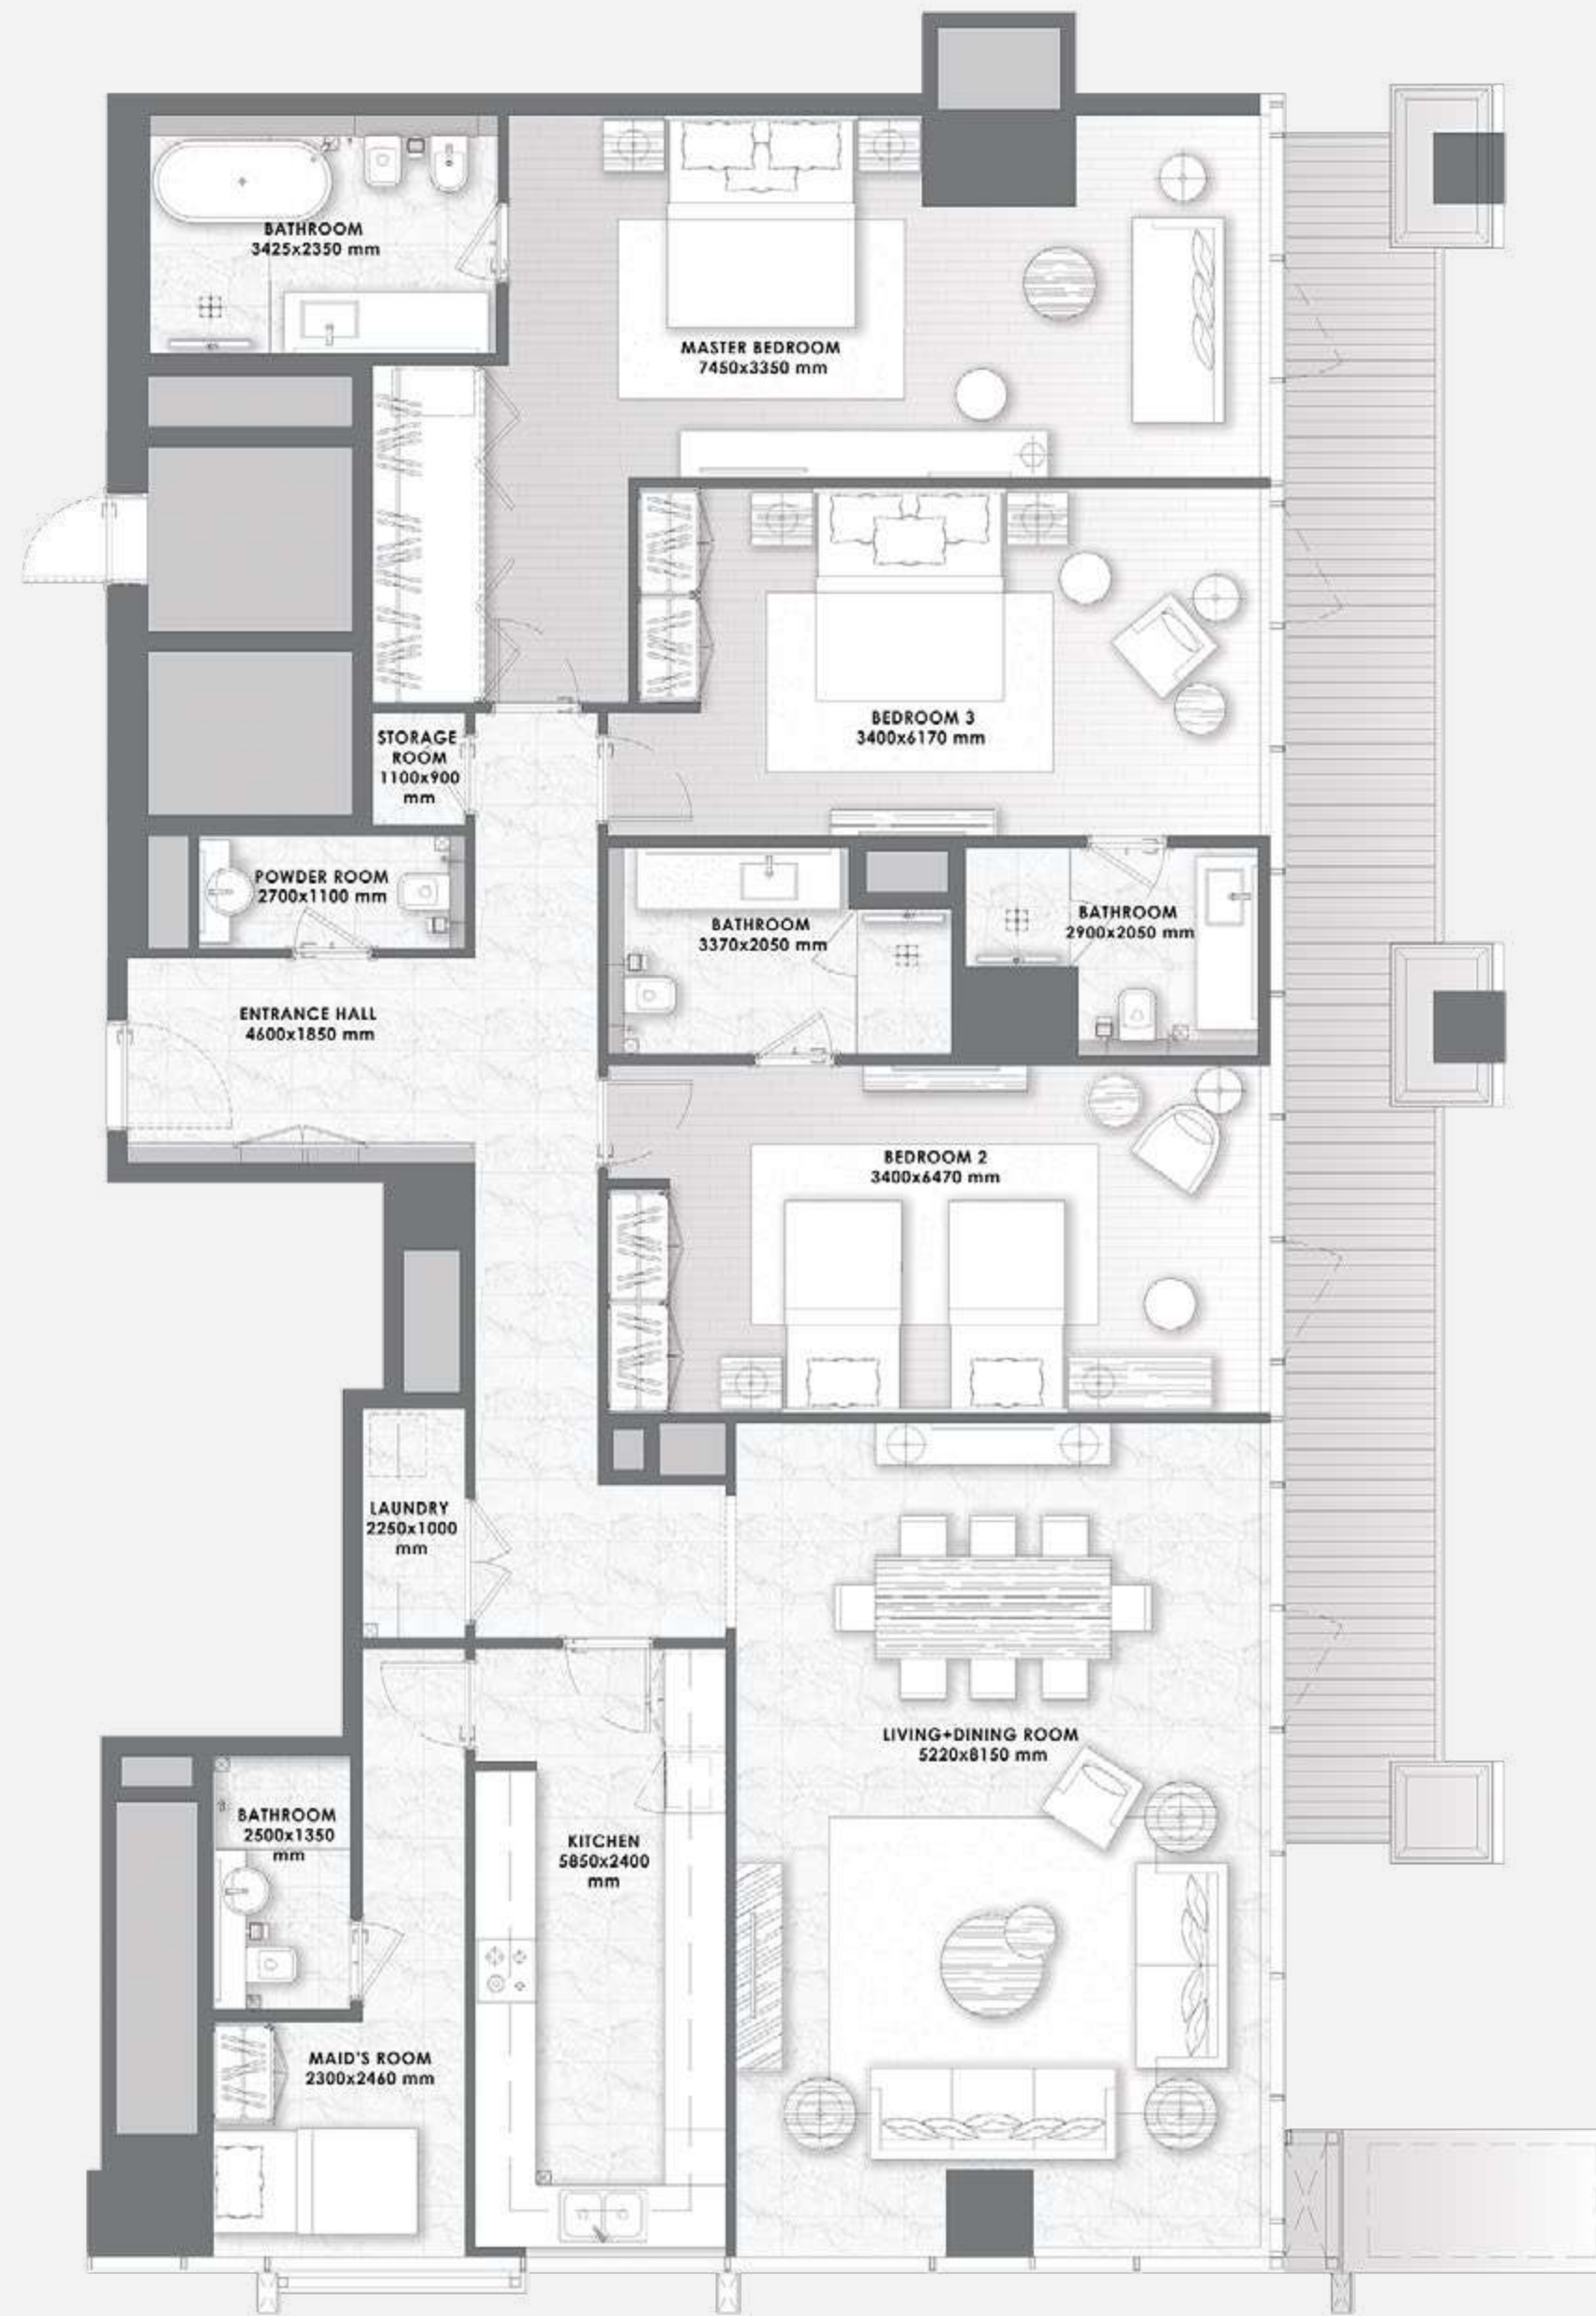 BATHROOM
3425x2350 mm
MASTER BEDROOM
7450x3350 mm
STORAGE
ROOM
1100x900
mm
BEDROOM 3
3400x6170 mm
POWDER ROOM
2700x1100 mm
BATHROOM
3370x2050 mm
BATHROOM
2900x2050 mm
ENTRANCE HALL
4600x1850 mm
BEDROOM 2
3400x6470 mm
LAUNDRY
2250x1000
mm
LIVING+DINING ROOM
5220x8150 mm
BATHROOM
2500x1350
mm
KITCHEN
5850x2400
mm
MAID'S ROOM
2300x2460 mm